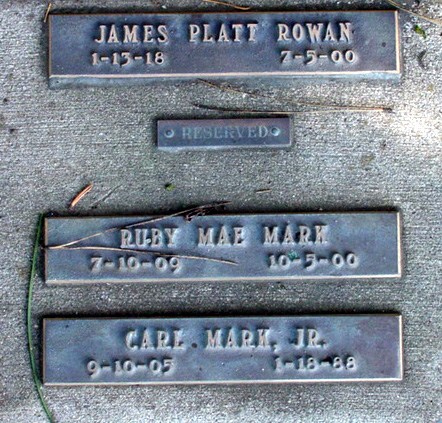 JAMES PLATT ROWAN
1-13-18 7-5-00
RESERVED
RUBY MAE MARK
7-10-09 10-5-00
CARL MARK, JR.
9-10-05 1-18-88